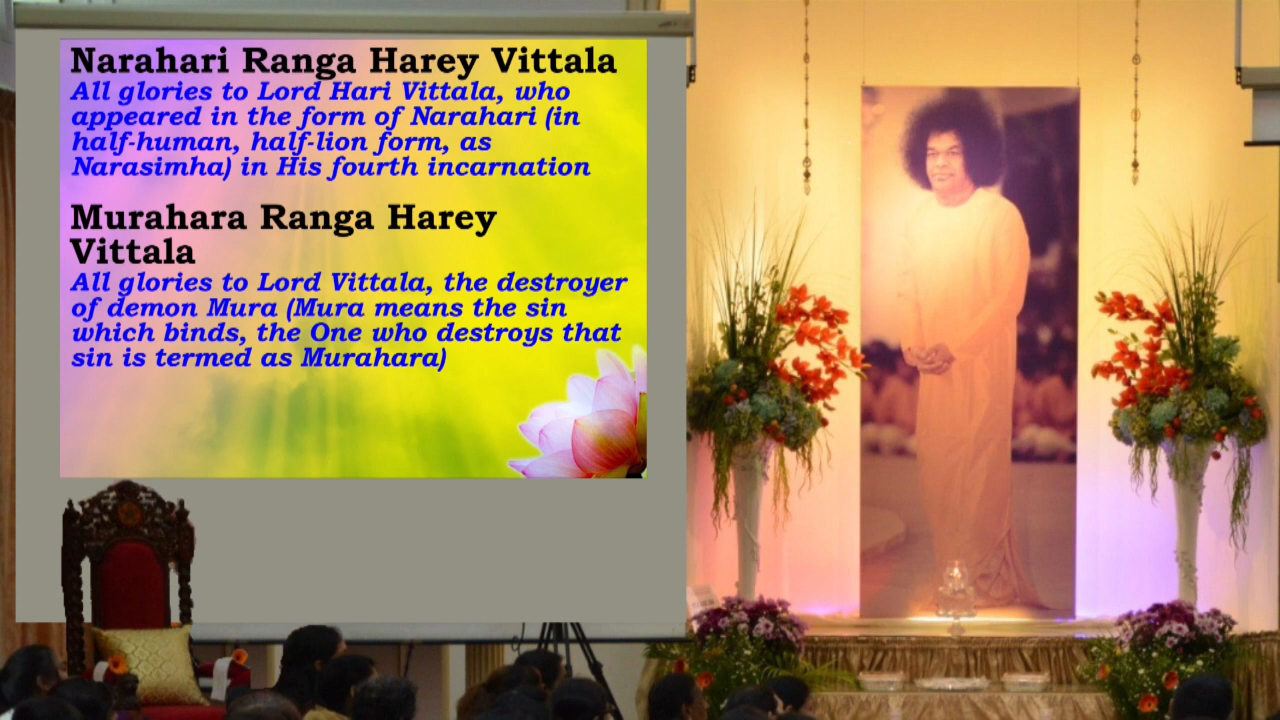 Narahari Ranga Harey Vittala
All glories to Lord Hari Vittala, who
appeared in the form of Narahari (in
half-human, half-lion form, as
Narasimha) in His fourth incarnation
Murahara Ranga Harey
Vittala
All glories to Lord Vittala, the destroyer
of demon Mura (Mura means the sin
which binds, the One who destroys that
sin is termed as Murahara)